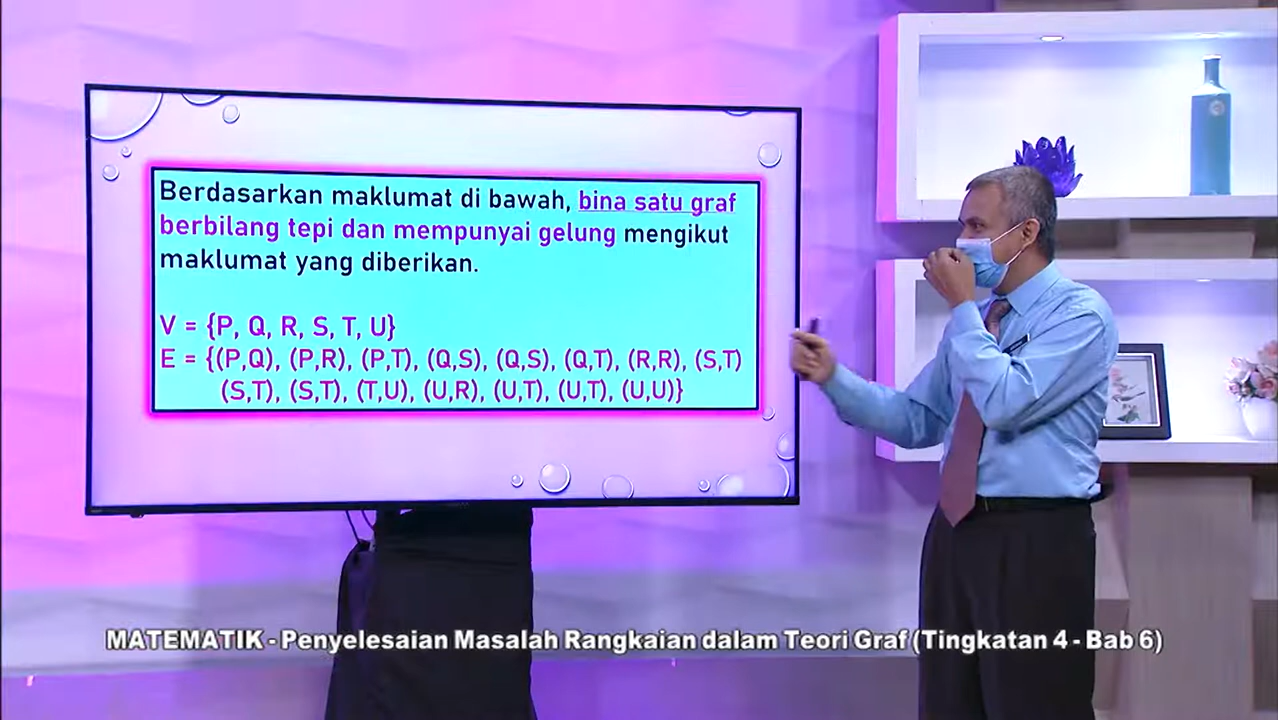 Berdasarkan maklumat di bawah, bina satu graf
berbilang tepi dan mempunyai gelung mengikut
maklumat yang diberikan.
V = {P, Q, R, S, T, U}
E = {(P,Q), (P,R), (P,T), (Q,S), (Q,S), (Q,T), (R,R), (S,T)
(S,T), (S,T), (T,U), (U,R), (U,T), (U,T), (U,U)}
MATEMATIK - Penyelesaian Masalah Rangkaian dalam Teori Graf (Tingkatan 4 - Bab 6)